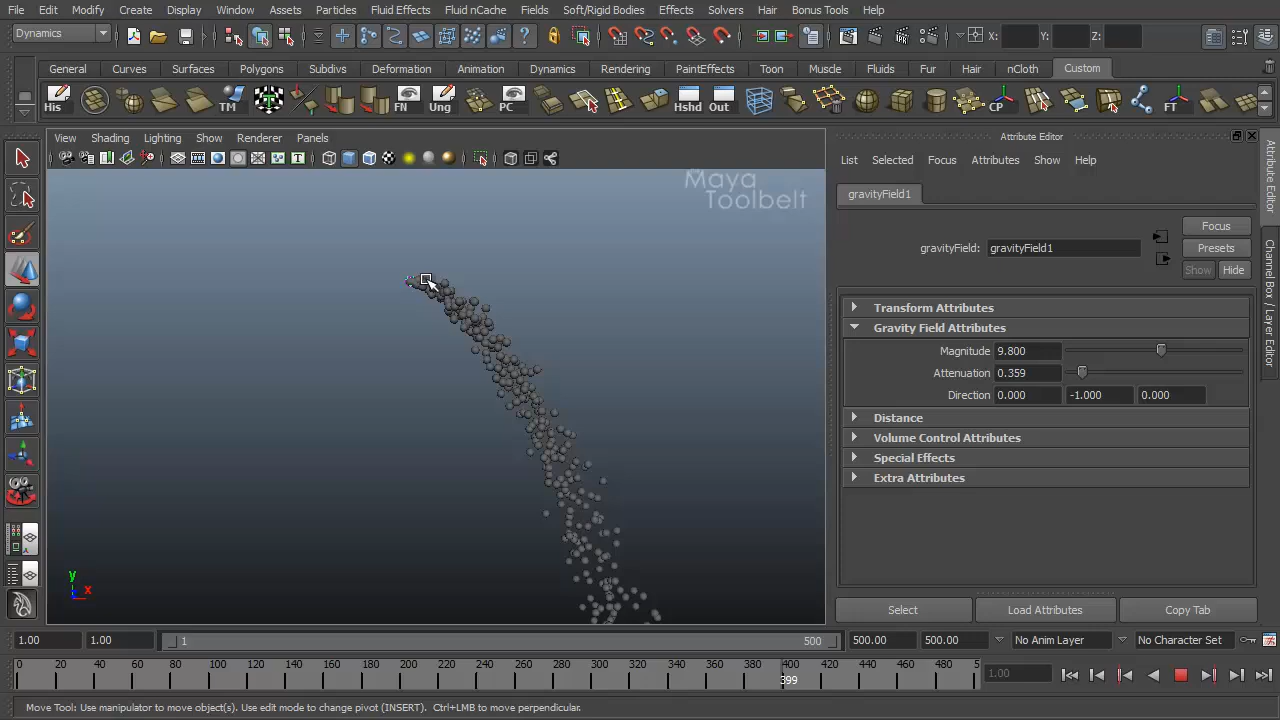 File Edit Modify Create Display Window Assets Particles Fluid Effects Fluid nCache Fields Soft/Rigid Bodies Effects Solvers Hair Bonus Tools Help
Dynamics X: Y: Z:
General Curves Surfaces Polygons Subdivs Deformation Animation Dynamics Rendering PaintEffects Toon Muscle Fluids Fur Hair nCloth Custom
His TM FN Ung PC Hshd Out CP FT
View Shading Lighting Show Renderer Panels
Attribute Editor
List Selected Focus Attributes Show Help
Maya
Toolbelt
gravityField1
Focus
gravityField: gravityField1 Presets
Show Hide
Attribute Editor
Channel Box / Layer Editor
Transform Attributes
Gravity Field Attributes
Magnitude 9.800
Attenuation 0.359
Direction 0.000 -1.000 0.000
Distance
Volume Control Attributes
Special Effects
Extra Attributes
y
x
Select Load Attributes Copy Tab
1.00 1.00 1 500 500.00 500.00 No Anim Layer No Character Set
0 20 40 60 80 100 120 140 160 180 200 220 240 260 280 300 320 340 360 380 400 420 440 460 480 5
399 1.00
Move Tool: Use manipulator to move object(s). Use edit mode to change pivot (INSERT). Ctrl+LMB to move perpendicular.